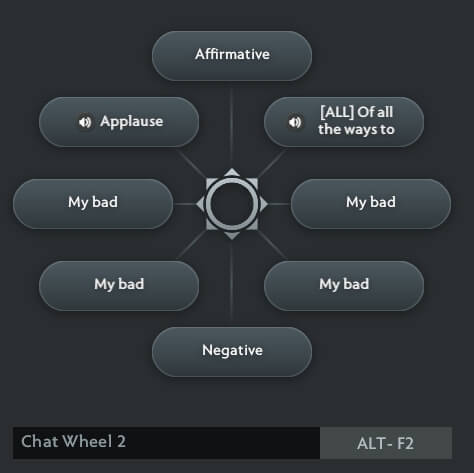 Affirmative
Applause
[ALL] Of all
the ways to
My bad
My bad
My bad
My bad
Negative
Chat Wheel 2
ALT- F2